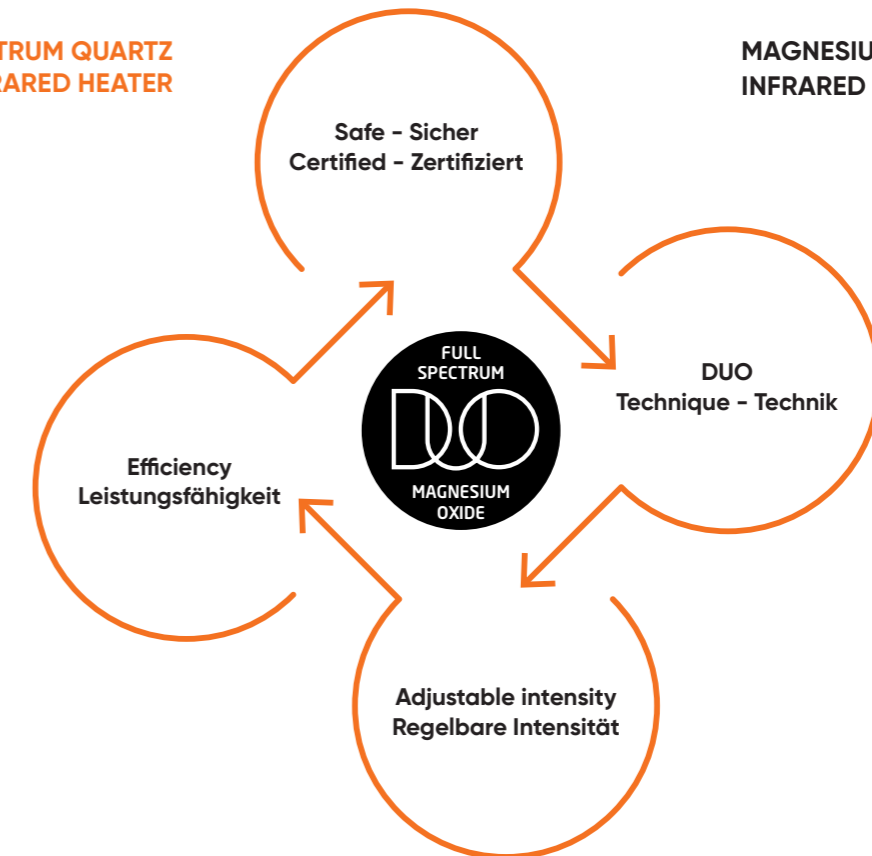 TRUM QUARTZ
RARED HEATER
MAGNESIU
INFRARED
Safe - Sicher
Certified - Zertifiziert
FULL
SPECTRUM
DUO
MAGNESIUM
OXIDE
DUO
Technique - Technik
Efficiency
Leistungsfähigkeit
Adjustable intensity
Regelbare Intensität